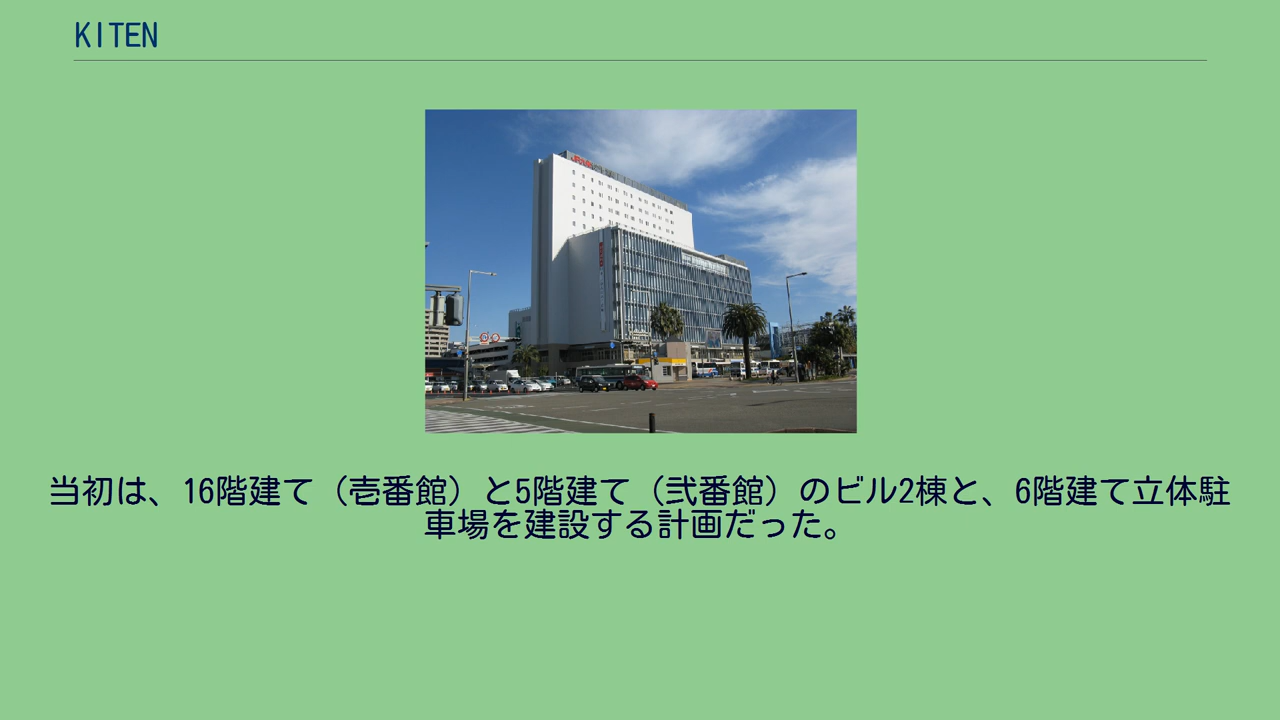 KITEN
当初は、16階建て（壱番館）と5階建て（弐番館）のビル2棟と、6階建て立体駐
車場を建設する計画だった。